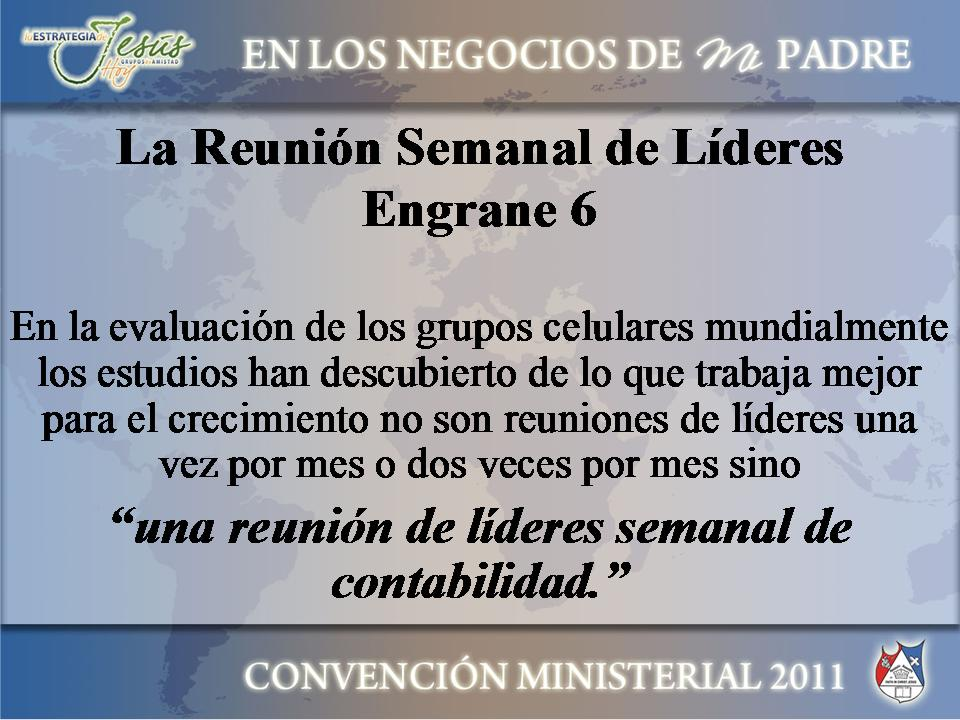 la ESTRATEGIA de
Jesús
GRUPOS de AMISTAD
Hoy
EN LOS NEGOCIOS DE Mi PADRE
La Reunión Semanal de Líderes
Engrane 6
En la evaluación de los grupos celulares mundialmente
los estudios han descubierto de lo que trabaja mejor
para el crecimiento no son reuniones de líderes una
vez por mes o dos veces por mes sino
“una reunión de líderes semanal de
contabilidad.”
CONVENCIÓN MINISTERIAL 2011